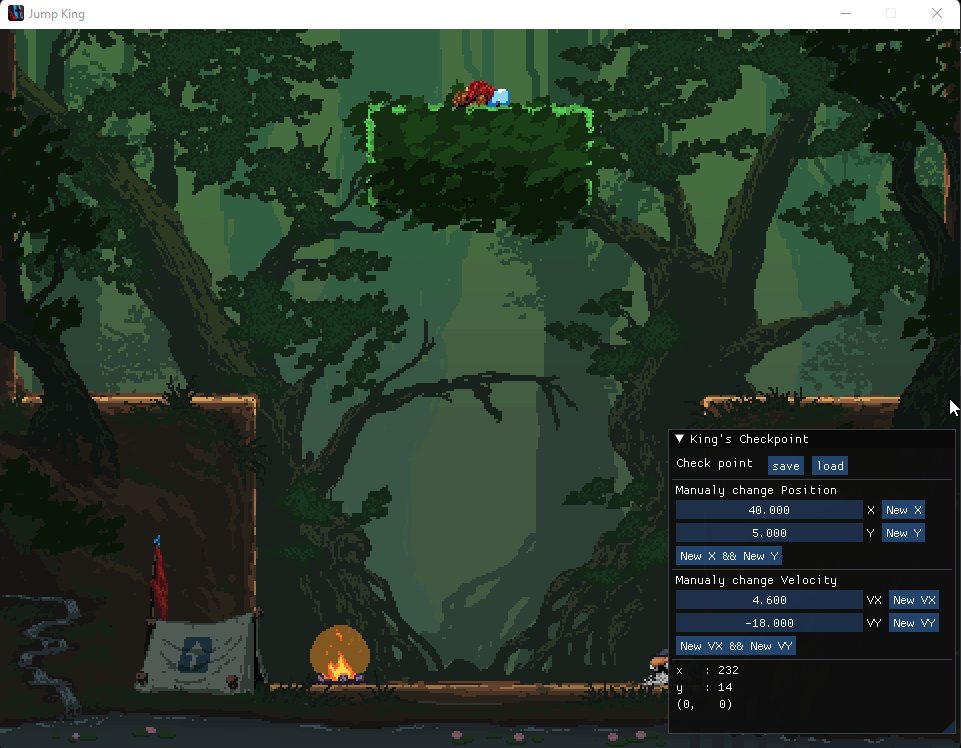 Jump King
King's Checkpoint
Check point save load
Manualy change Position
40.000 X New X
5.000 Y New Y
New X && New Y
Manualy change Velocity
4.600 VX New VX
-18.000 VY New VY
New VX && New VY
x : 232
y : 14
(0, 0)